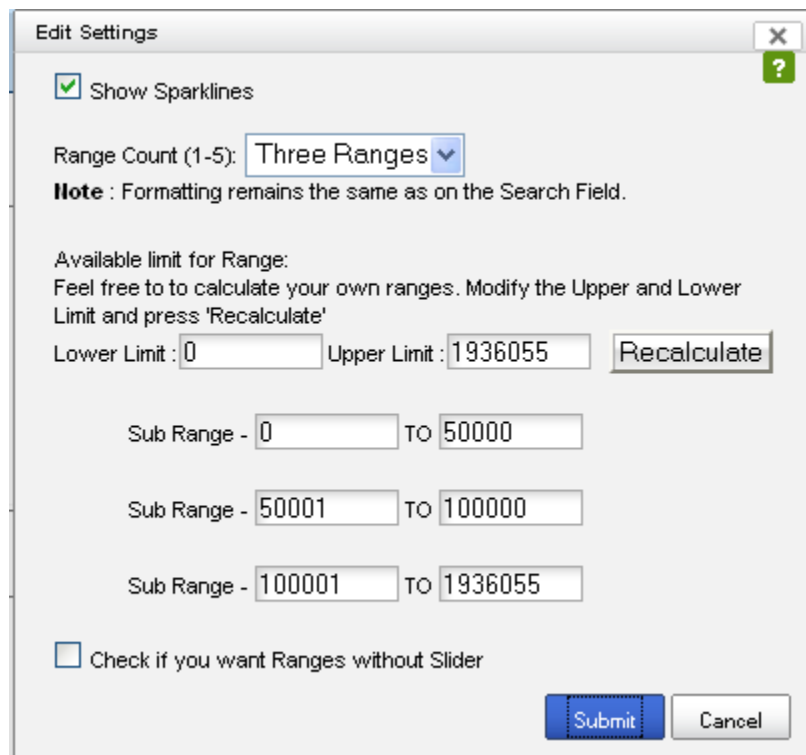 Edit Settings
?
Show Sparklines
Range Count (1-5): Three Ranges
Note : Formatting remains the same as on the Search Field.
Available limit for Range:
Feel free to to calculate your own ranges. Modify the Upper and Lower
Limit and press 'Recalculate'
Lower Limit : 0 Upper Limit : 1936055 Recalculate
Sub Range - 0 TO 50000
Sub Range - 50001 TO 100000
Sub Range - 100001 TO 1936055
Check if you want Ranges without Slider
Submit Cancel